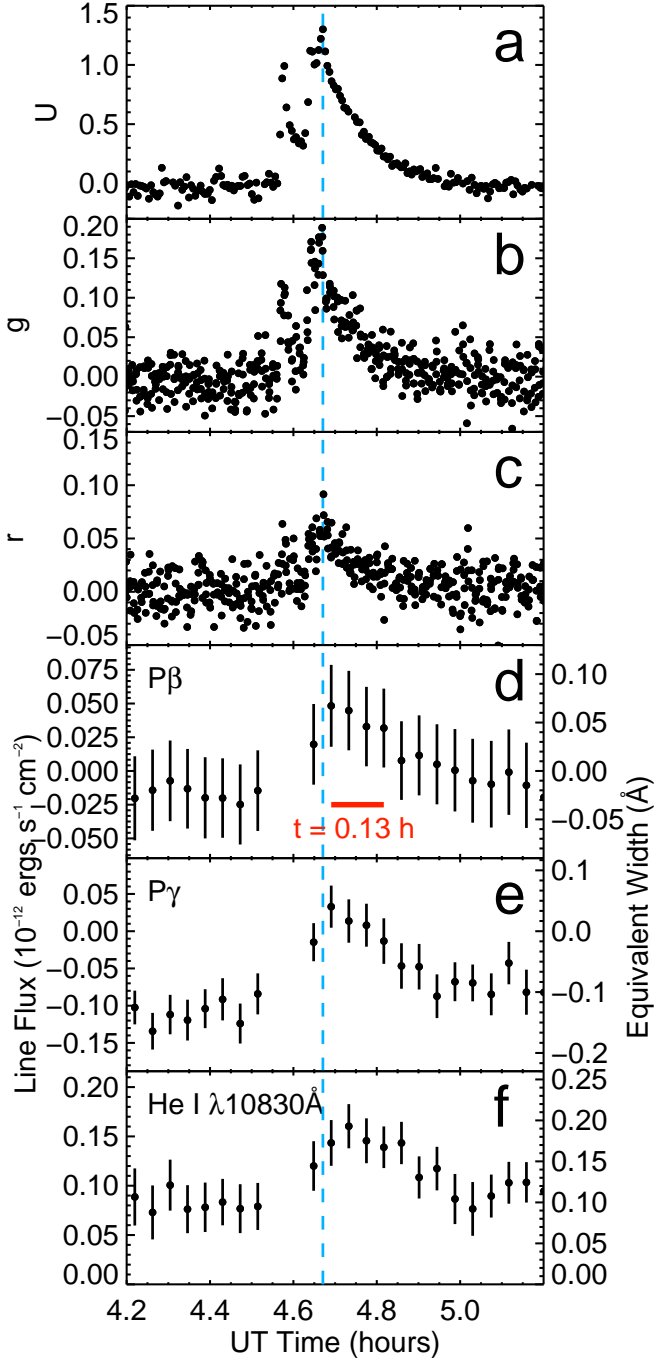 a
1.5
1.0
0.5
0.0
U
b
0.20
0.15
0.10
0.05
0.00
−0.05
g
c
0.15
0.10
0.05
0.00
−0.05
r
d
Pβ
0.075
0.050
0.025
0.000
−0.025
−0.050
0.10
0.05
0.00
−0.05
t = 0.13 h
e
Pγ
0.05
0.00
−0.05
−0.10
−0.15
0.1
0.0
−0.1
−0.2
Line Flux (10⁻¹² ergs s⁻¹ cm⁻²)
Equivalent Width (Å)
f
He I λ10830Å
0.20
0.15
0.10
0.05
0.00
0.25
0.20
0.15
0.10
0.05
0.00
4.2 4.4 4.6 4.8 5.0
UT Time (hours)